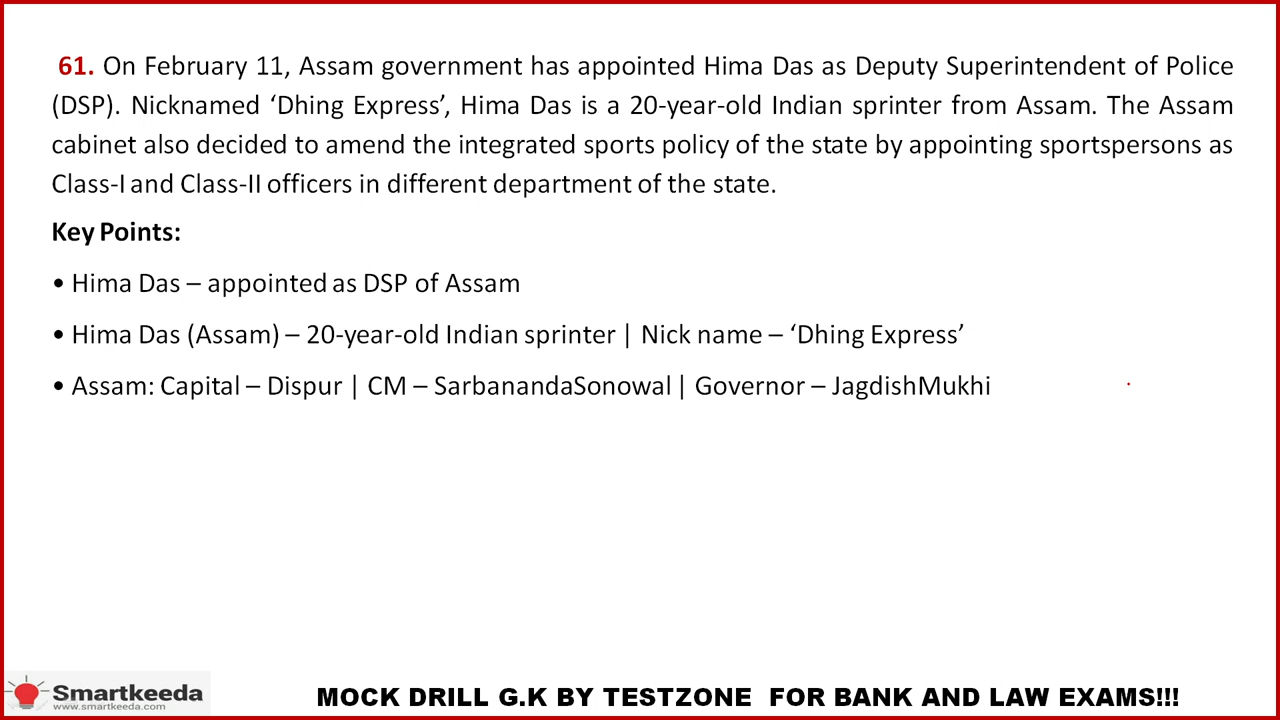 61. On February 11, Assam government has appointed Hima Das as Deputy Superintendent of Police
(DSP). Nicknamed ‘Dhing Express’, Hima Das is a 20-year-old Indian sprinter from Assam. The Assam
cabinet also decided to amend the integrated sports policy of the state by appointing sportspersons as
Class-I and Class-II officers in different department of the state.
Key Points:
• Hima Das – appointed as DSP of Assam
• Hima Das (Assam) – 20-year-old Indian sprinter | Nick name – ‘Dhing Express’
• Assam: Capital – Dispur | CM – SarbanandaSonowal | Governor – JagdishMukhi
Smartkeeda
www.smartkeeda.com
MOCK DRILL G.K BY TESTZONE FOR BANK AND LAW EXAMS!!!